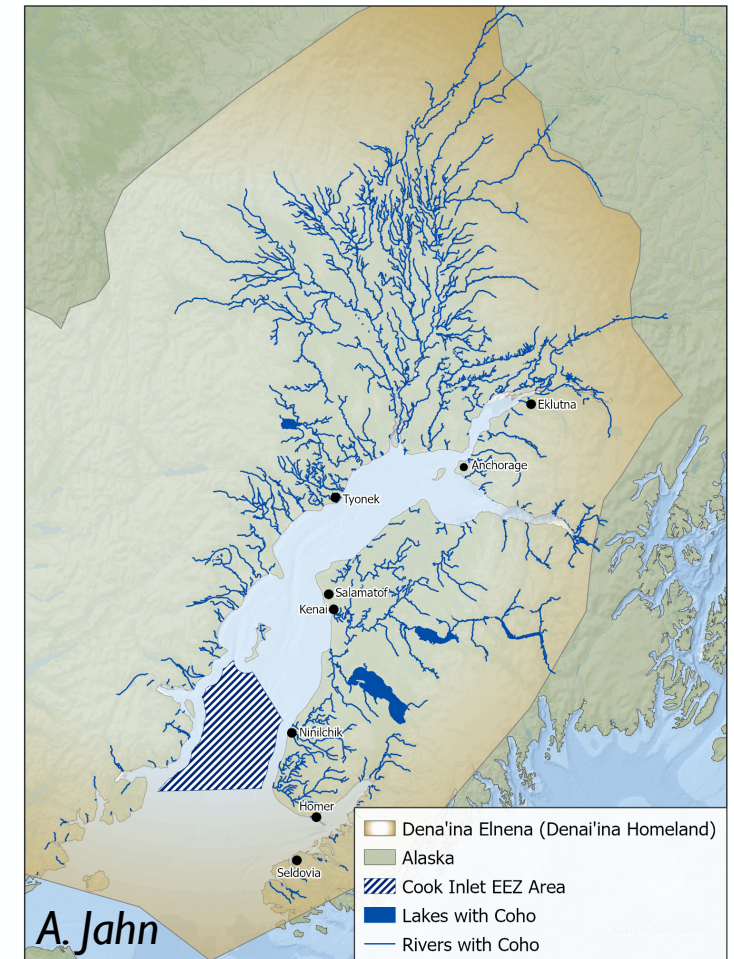 Eklutna
Anchorage
Tyonek
Salamatof
Kenai
Ninilchik
Homer
Seldovia
Dena'ina Elnena (Denai'ina Homeland)
Alaska
Cook Inlet EEZ Area
Lakes with Coho
Rivers with Coho
A. Jahn